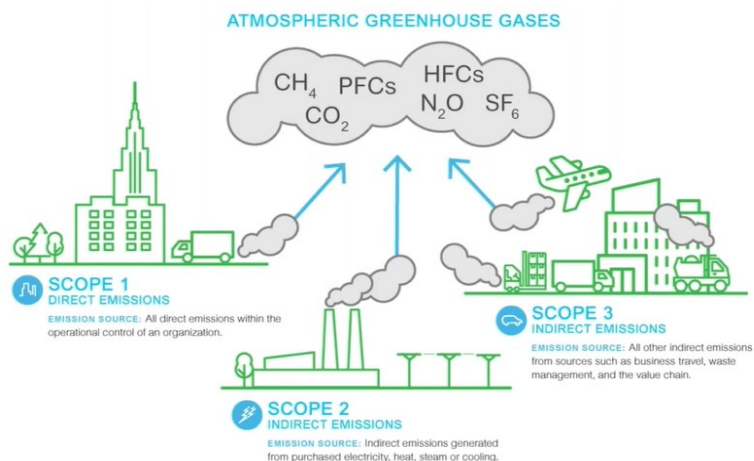 ATMOSPHERIC GREENHOUSE GASES
CH₄ PFCs HFCs
CO₂ N₂O SF₆
SCOPE 1
DIRECT EMISSIONS
EMISSION SOURCE: All direct emissions within the
operational control of an organization.
SCOPE 2
INDIRECT EMISSIONS
EMISSION SOURCE: Indirect emissions generated
from purchased electricity, heat, steam or cooling.
SCOPE 3
INDIRECT EMISSIONS
EMISSION SOURCE: All other indirect emissions
from sources such as business travel, waste
management, and the value chain.